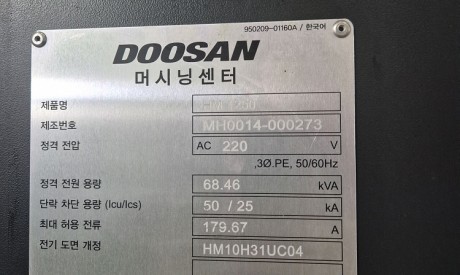 950209-01160A / 한국어
DOOSAN
머시닝센터
제품명
제조번호 MH0014-000273
정격 전압 AC 220 V
,3Ø.PE, 50/60Hz
정격 전원 용량 68.46 kVA
단락 차단 용량 (Icu/Ics) 50 / 25 kA
최대 허용 전류 179.67 A
전기 도면 개정 HM10H31UC04